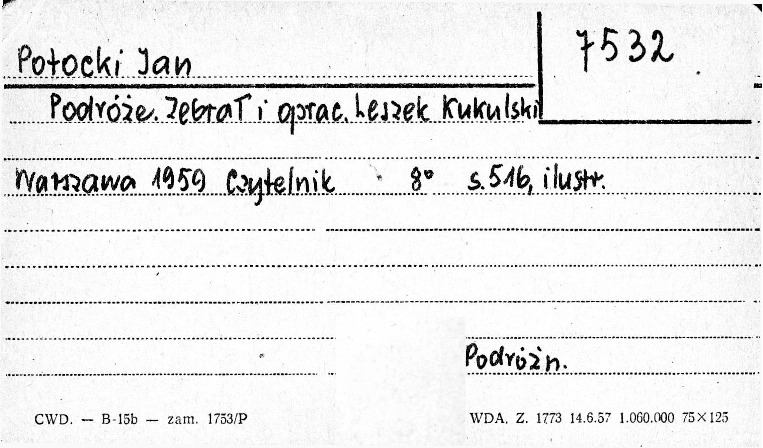 7532
Potocki Jan
Podróże. Zebrał i oprac. Leszek Kukulski
Warszawa 1959 Czytelnik 8° s. 516, ilustr.
Podróżn.
CWD. — B-15b — zam. 1753/P
WDA. Z. 1773 14.6.57 1.060.000 75×125